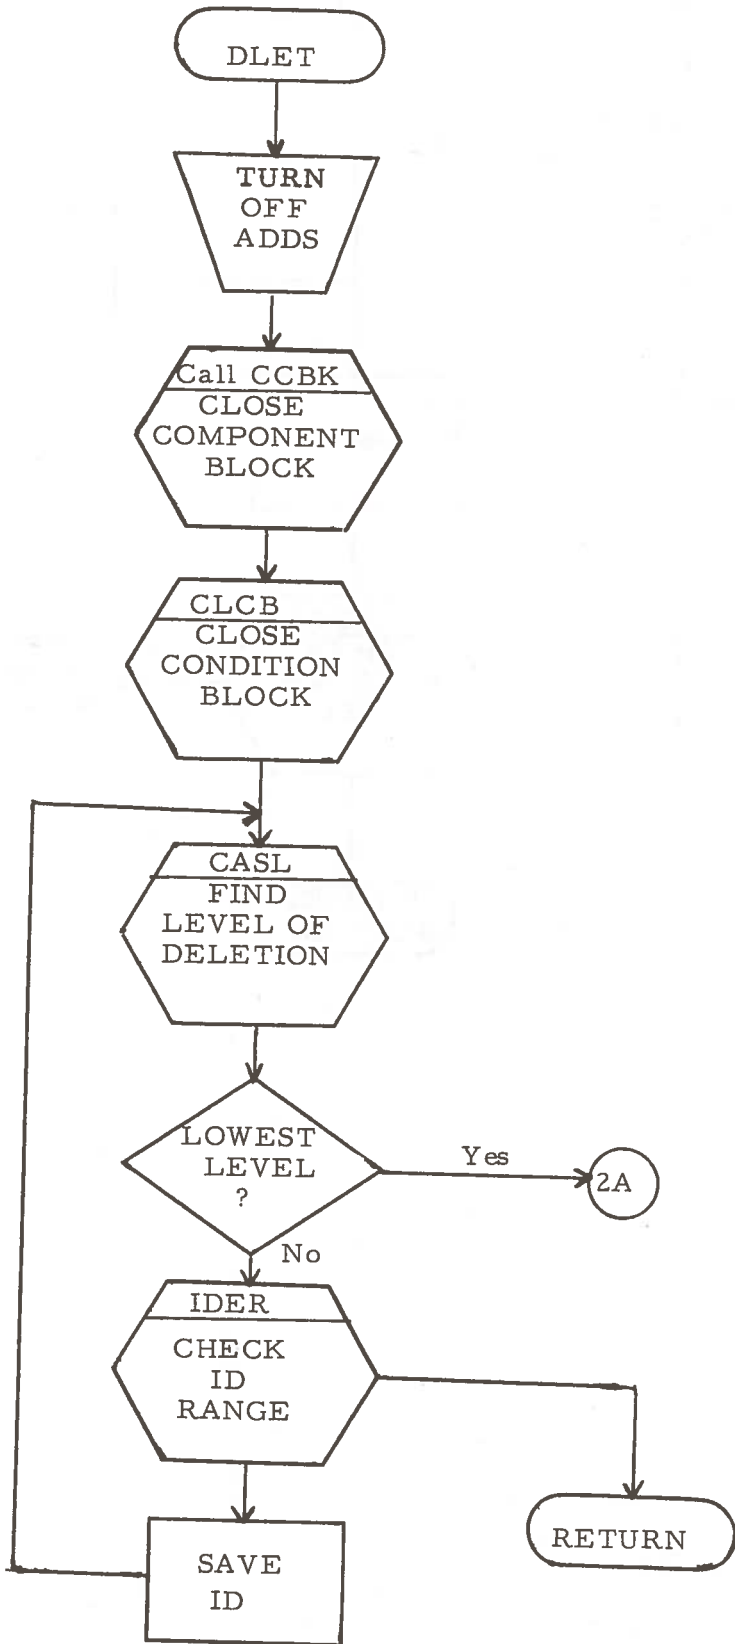 DLET
TURN
OFF
ADDS
Call CCBK
CLOSE
COMPONENT
BLOCK
CLCB
CLOSE
CONDITION
BLOCK
CASL
FIND
LEVEL OF
DELETION
LOWEST
LEVEL
?
Yes
2A
No
IDER
CHECK
ID
RANGE
RETURN
SAVE
ID